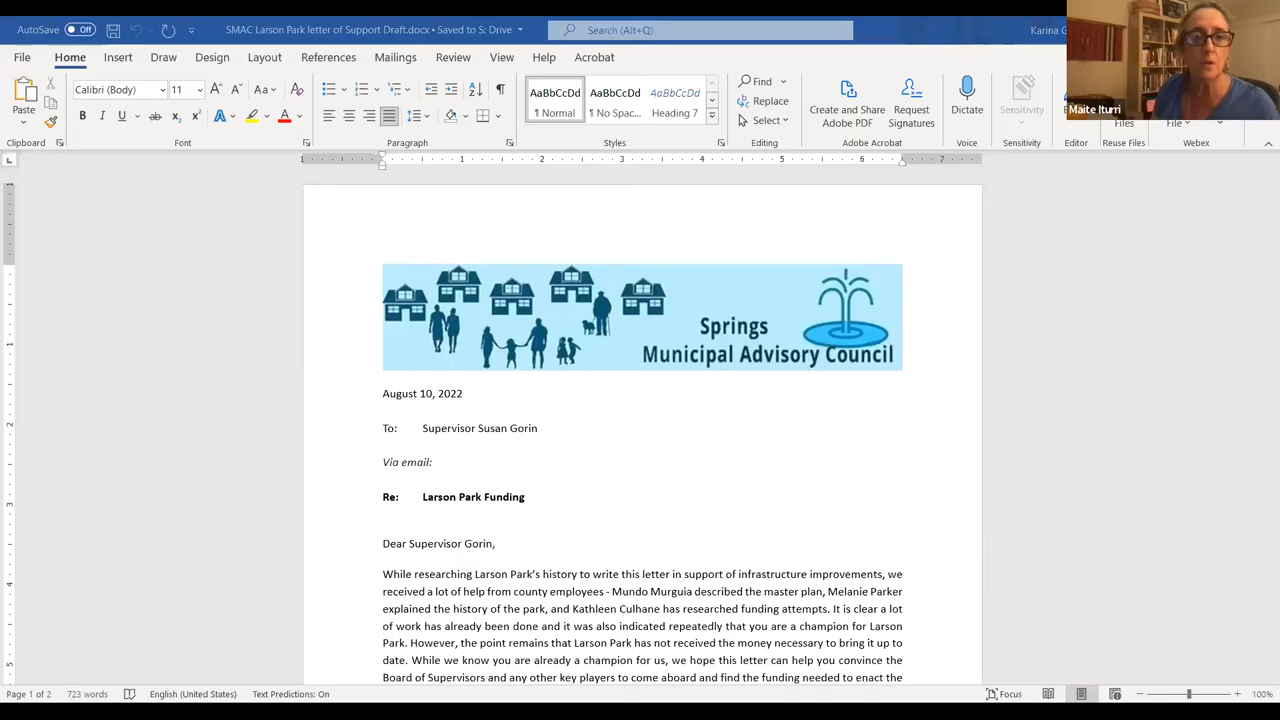 AutoSave Off SMAC Larson Park letter of Support Draft.docx • Saved to S: Drive Search (Alt+Q) Karina G
File Home Insert Draw Design Layout References Mailings Review View Help Acrobat
Maite Iturri
Paste
Calibri (Body) 11
¶ Normal ¶ No Spac... Heading 7
AaBbCcDd AaBbCcDd AaBbCcDd
Find
Replace
Select
Create and Share Adobe PDF
Request Signatures
Dictate
Sensitivity
Files
File
Clipboard Font Paragraph Styles Editing Adobe Acrobat Voice Sensitivity Editor Reuse Files Webex
1 1 2 3 4 5 6 7
Springs
Municipal Advisory Council
August 10, 2022
To: Supervisor Susan Gorin
Via email:
Re: Larson Park Funding
Dear Supervisor Gorin,
While researching Larson Park's history to write this letter in support of infrastructure improvements, we
received a lot of help from county employees - Mundo Murguia described the master plan, Melanie Parker
explained the history of the park, and Kathleen Culhane has researched funding attempts. It is clear a lot
of work has already been done and it was also indicated repeatedly that you are a champion for Larson
Park. However, the point remains that Larson Park has not received the money necessary to bring it up to
date. While we know you are already a champion for us, we hope this letter can help you convince the
Board of Supervisors and any other key players to come aboard and find the funding needed to enact the
Page 1 of 2 723 words English (United States) Text Predictions: On Focus 100%